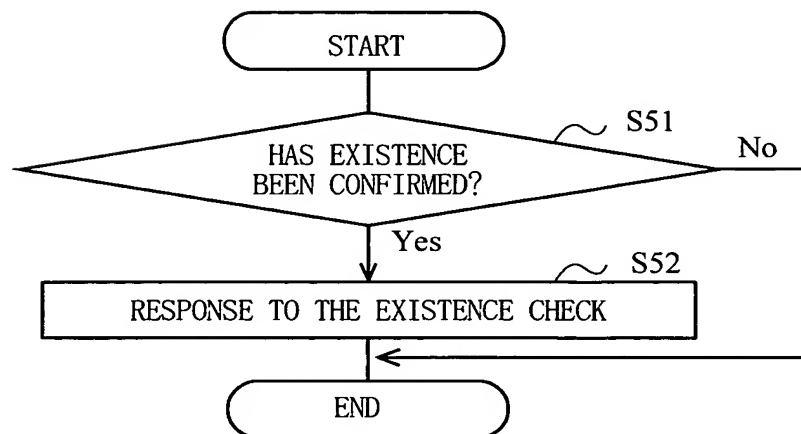 START
S51
HAS EXISTENCE
BEEN CONFIRMED?
No
Yes
S52
RESPONSE TO THE EXISTENCE CHECK
END